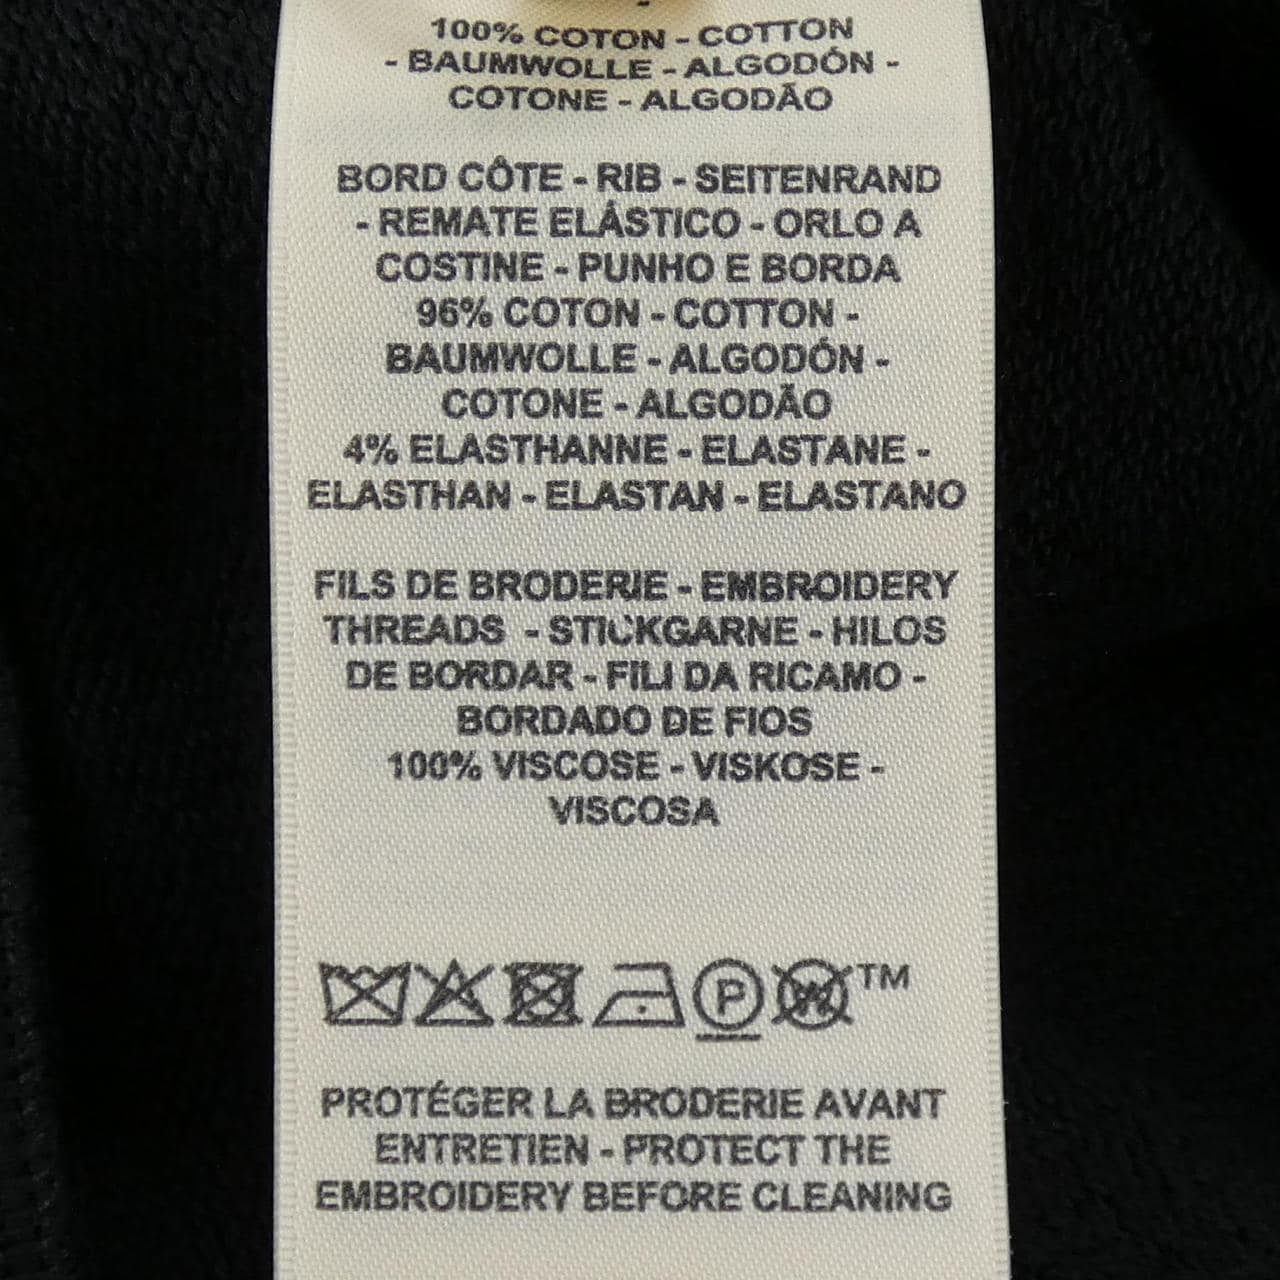 100% COTON - COTTON
- BAUMWOLLE - ALGODÓN -
COTONE - ALGODÃO
BORD CÔTE - RIB - SEITENRAND
- REMATE ELÁSTICO - ORLO A
COSTINE - PUNHO E BORDA
96% COTON - COTTON -
BAUMWOLLE - ALGODÓN -
COTONE - ALGODÃO
4% ELASTHANNE - ELASTANE -
ELASTHAN - ELASTAN - ELASTANO
FILS DE BRODERIE - EMBROIDERY
THREADS - STICKGARNE - HILOS
DE BORDAR - FILI DA RICAMO -
BORDADO DE FIOS
100% VISCOSE - VISKOSE -
VISCOSA
P W TM
PROTÉGER LA BRODERIE AVANT
ENTRETIEN - PROTECT THE
EMBROIDERY BEFORE CLEANING